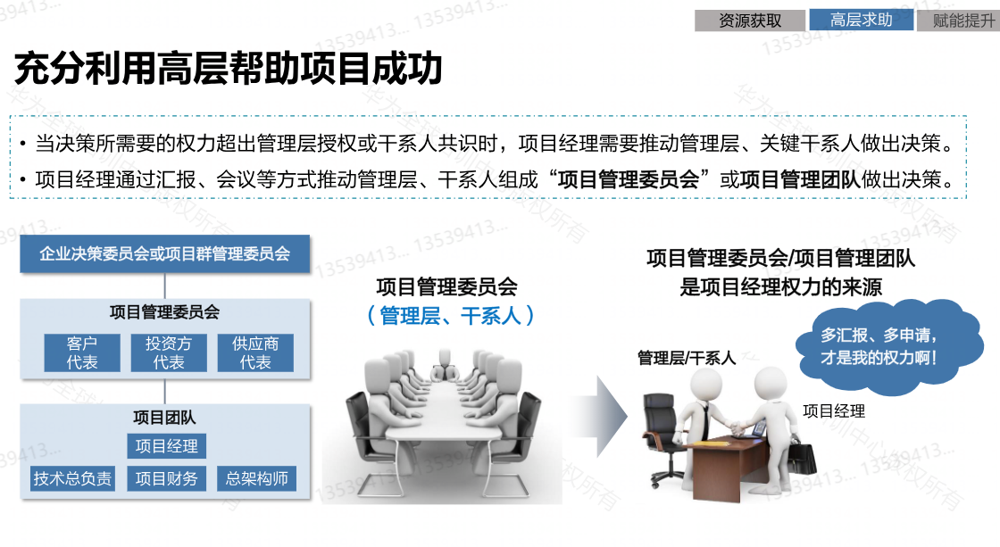 资源获取
高层求助
赋能提升
充分利用高层帮助项目成功
• 当决策所需要的权力超出管理层授权或干系人共识时，项目经理需要推动管理层、关键干系人做出决策。
• 项目经理通过汇报、会议等方式推动管理层、干系人组成“项目管理委员会”或项目管理团队做出决策。
企业决策委员会或项目群管理委员会
项目管理委员会
客户
代表
投资方
代表
供应商
代表
项目团队
项目经理
技术总负责
项目财务
总架构师
项目管理委员会
（管理层、干系人）
项目管理委员会/项目管理团队
是项目经理权力的来源
多汇报、多申请，
才是我的权力啊！
管理层/干系人
项目经理
13539413...